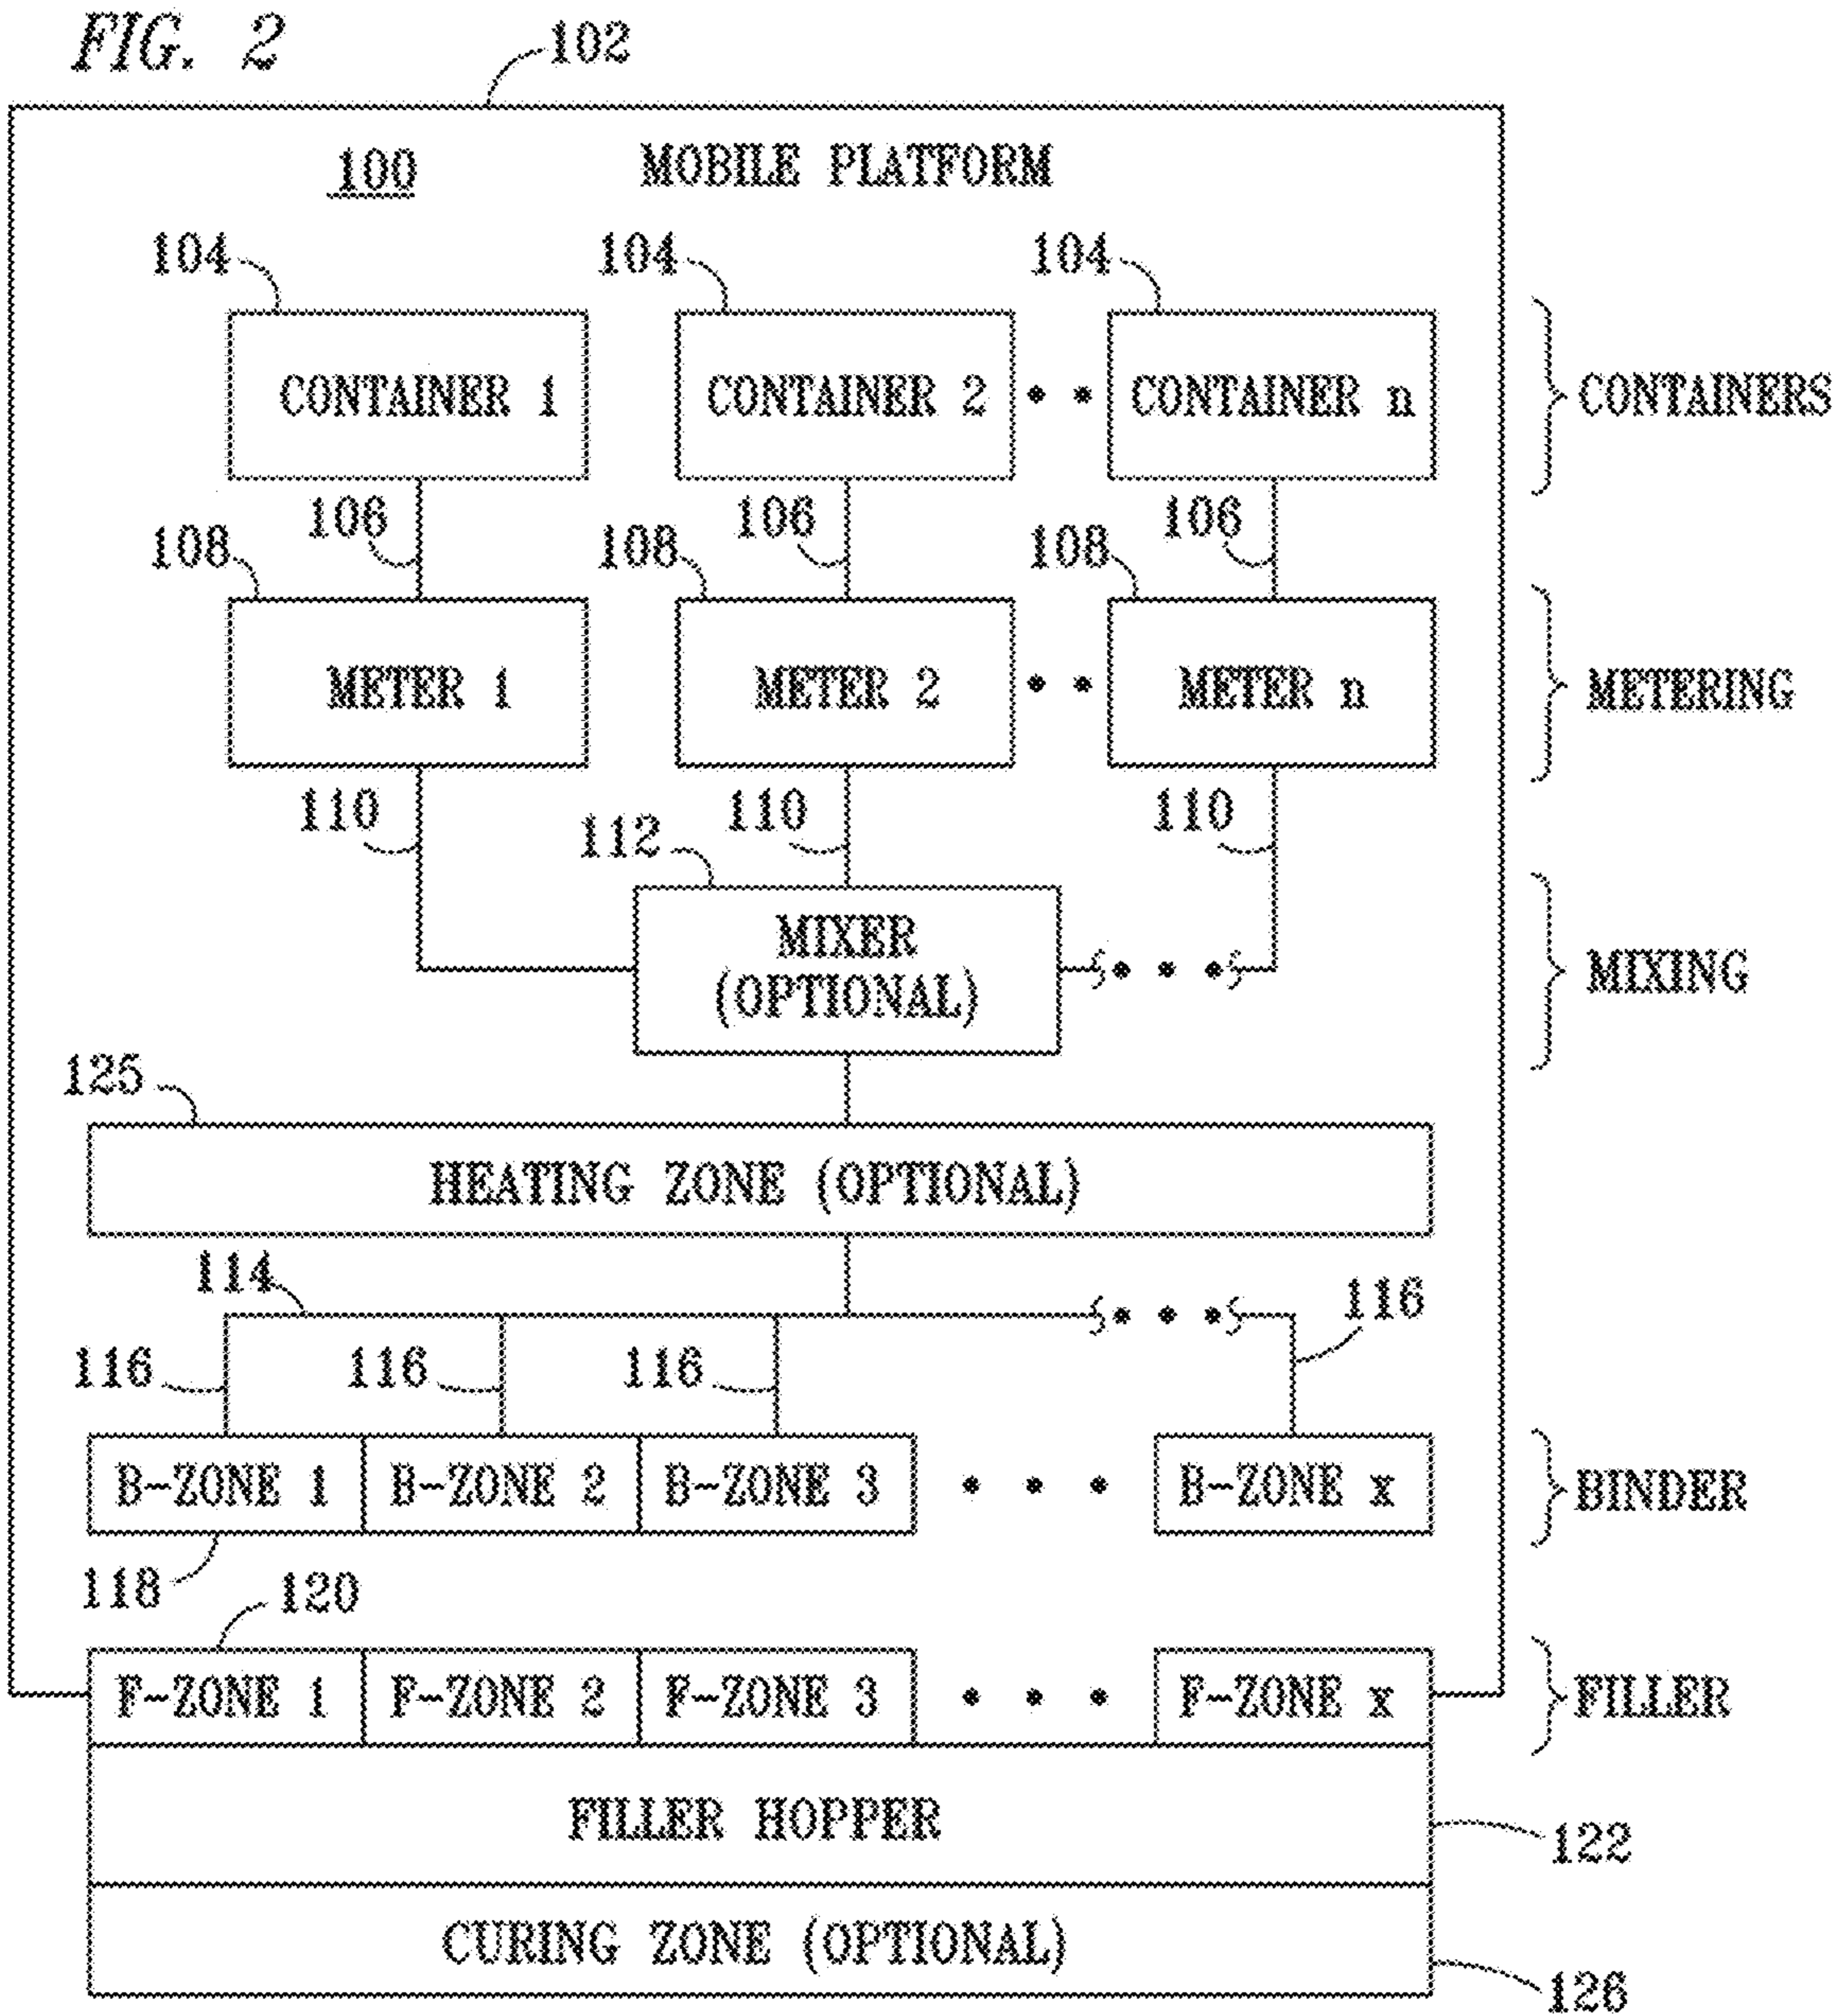 FIG. 2
102
100 MOBILE PLATFORM
104 104 104
CONTAINER 1 CONTAINER 2 • • CONTAINER n CONTAINERS
106 106 106
108 108 108
METER 1 METER 2 • • METER n METERING
110 110 110
112
MIXER
(OPTIONAL) • • • MIXING
125
HEATING ZONE (OPTIONAL)
114 • • • 116
116 116 116
B-ZONE 1 B-ZONE 2 B-ZONE 3 • • • B-ZONE x BINDER
118 120
F-ZONE 1 F-ZONE 2 F-ZONE 3 • • • F-ZONE x FILLER
FILLER HOPPER 122
CURING ZONE (OPTIONAL) 126